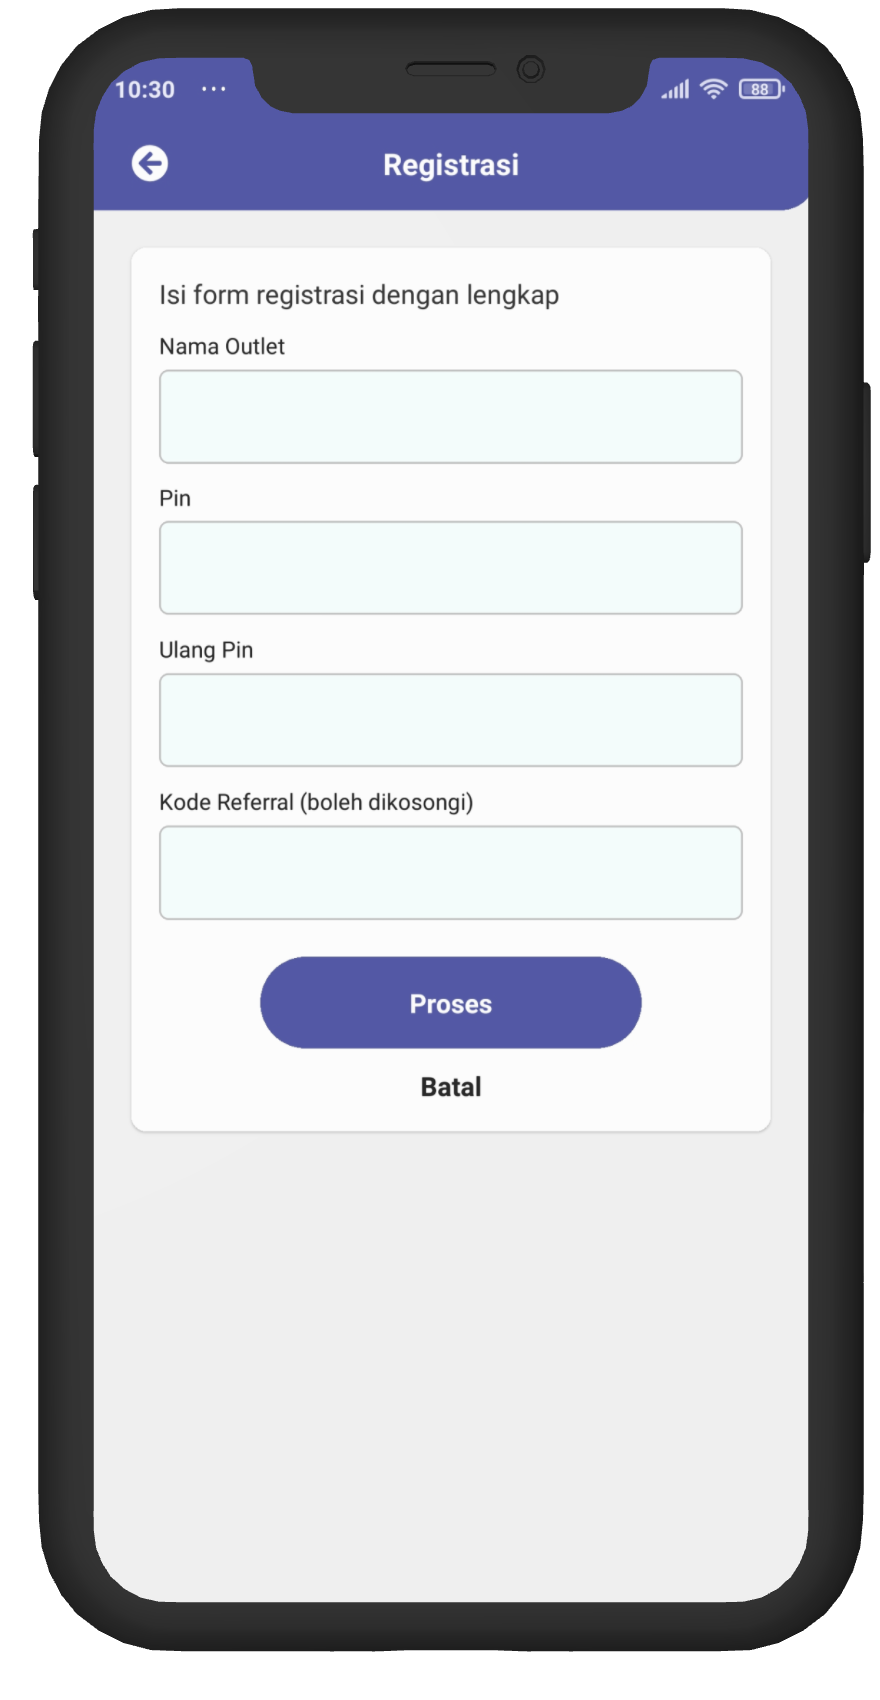 10:30 ... 88
Registrasi
Isi form registrasi dengan lengkap
Nama Outlet
Pin
Ulang Pin
Kode Referral (boleh dikosongi)
Proses
Batal